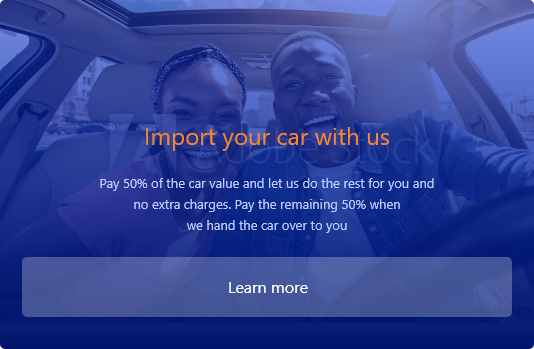 Import your car with us
Pay 50% of the car value and let us do the rest for you and
no extra charges. Pay the remaining 50% when
we hand the car over to you
Learn more